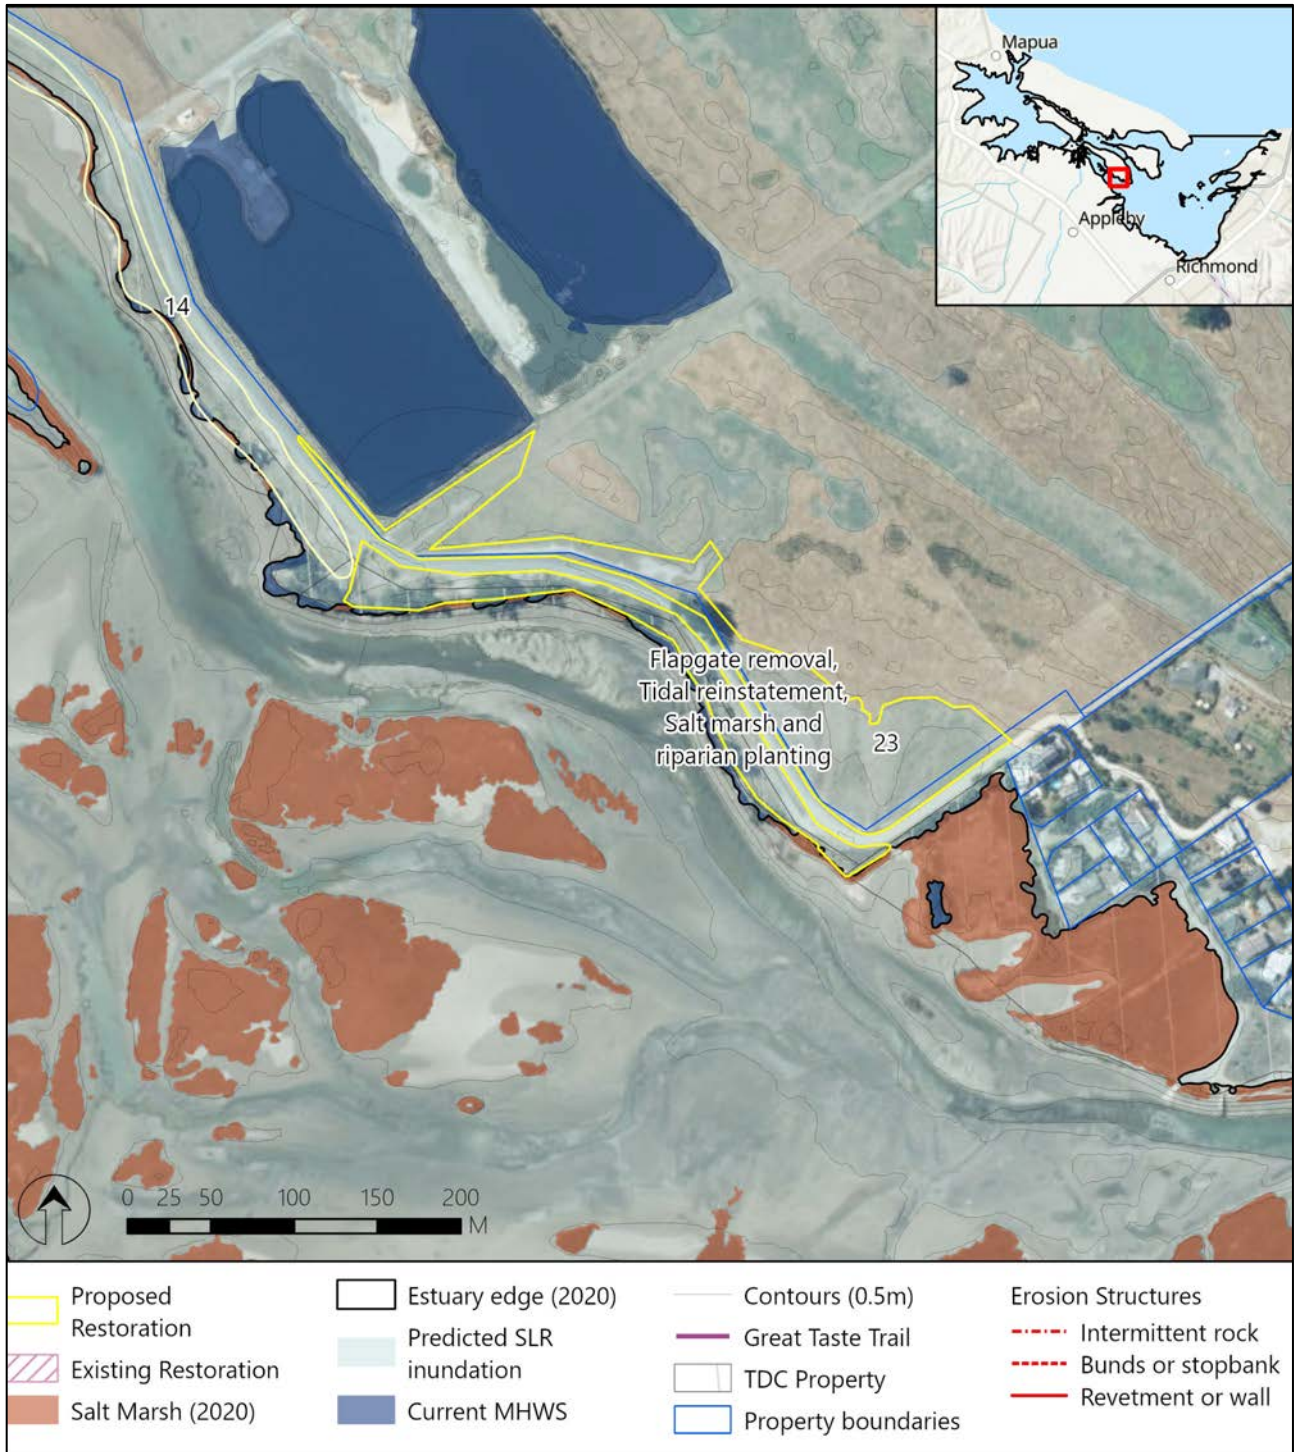 Mapua
Appleby
Richmond
14
Flapgate removal,
Tidal reinstatement,
Salt marsh and
riparian planting
23
0 25 50 100 150 200
M
Proposed
Restoration
Existing Restoration
Salt Marsh (2020)
Estuary edge (2020)
Predicted SLR
inundation
Current MHWS
Contours (0.5m)
Great Taste Trail
TDC Property
Property boundaries
Erosion Structures
Intermittent rock
Bunds or stopbank
Revetment or wall